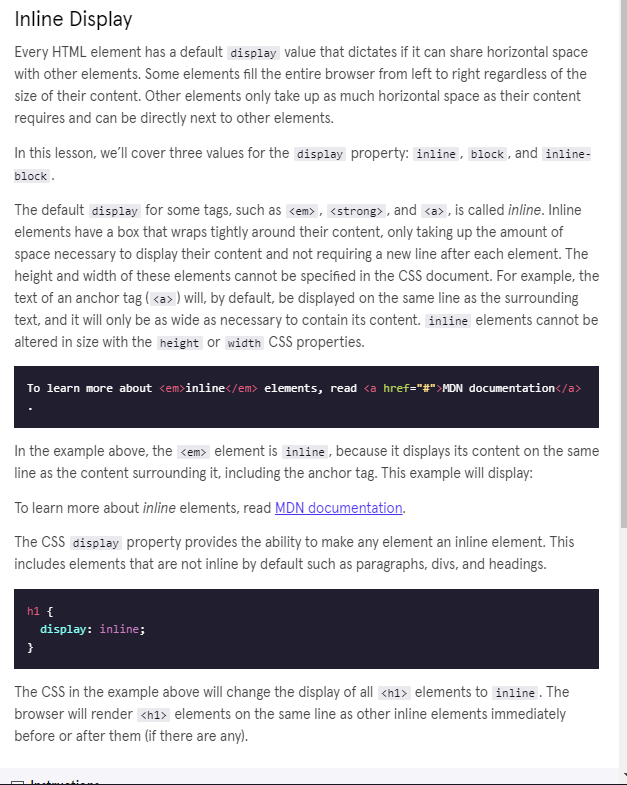 Inline Display
Every HTML element has a default display value that dictates if it can share horizontal space
with other elements. Some elements fill the entire browser from left to right regardless of the
size of their content. Other elements only take up as much horizontal space as their content
requires and can be directly next to other elements.
In this lesson, we'll cover three values for the display property: inline, block, and inline-
block.
The default display for some tags, such as <em>, <strong>, and <a>, is called inline. Inline
elements have a box that wraps tightly around their content, only taking up the amount of
space necessary to display their content and not requiring a new line after each element. The
height and width of these elements cannot be specified in the CSS document. For example, the
text of an anchor tag (<a>) will, by default, be displayed on the same line as the surrounding
text, and it will only be as wide as necessary to contain its content. inline elements cannot be
altered in size with the height or width CSS properties.
To learn more about <em>inline</em> elements, read <a href="#">MDN documentation</a>
.
In the example above, the <em> element is inline, because it displays its content on the same
line as the content surrounding it, including the anchor tag. This example will display:
To learn more about inline elements, read MDN documentation.
The CSS display property provides the ability to make any element an inline element. This
includes elements that are not inline by default such as paragraphs, divs, and headings.
h1 {
display: inline;
}
The CSS in the example above will change the display of all <h1> elements to inline. The
browser will render <h1> elements on the same line as other inline elements immediately
before or after them (if there are any).
Instructions